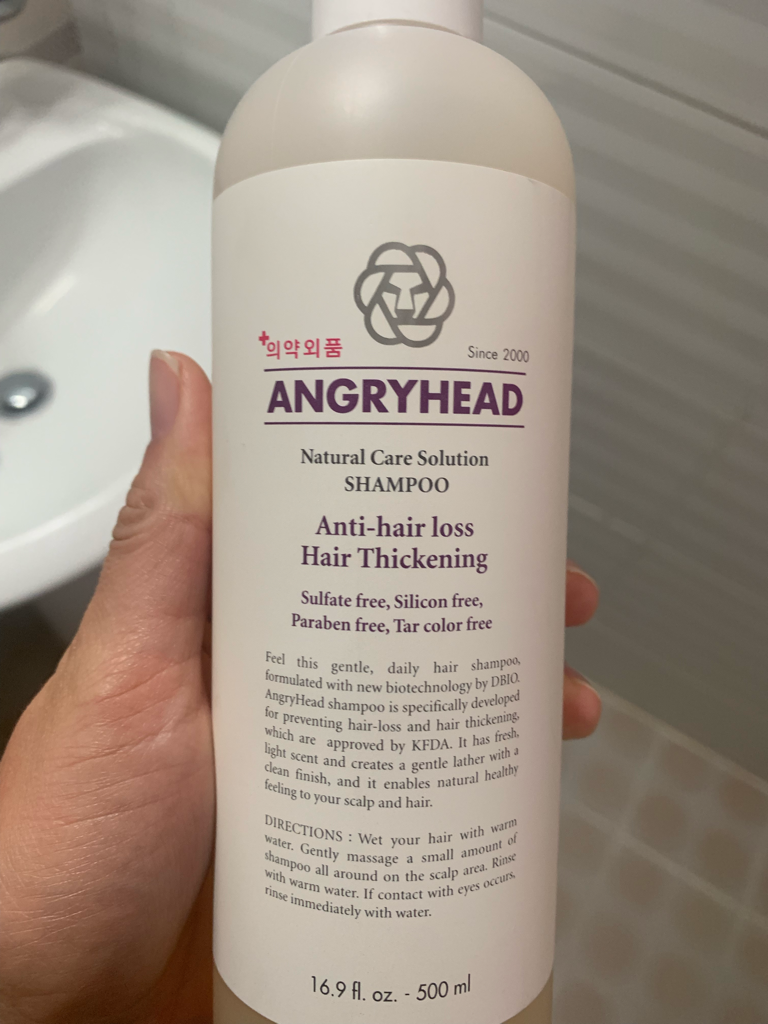 +의약외품
Since 2000
ANGRYHEAD
Natural Care Solution
SHAMPOO
Anti-hair loss
Hair Thickening
Sulfate free, Silicon free,
Paraben free, Tar color free
Feel this gentle, daily hair shampoo,
formulated with new biotechnology by DBIO.
AngryHead shampoo is specifically developed
for preventing hair-loss and hair thickening,
which are approved by KFDA. It has fresh,
light scent and creates a gentle lather with a
clean finish, and it enables natural healthy
feeling to your scalp and hair.
DIRECTIONS : Wet your hair with warm
water. Gently massage a small amount of
shampoo all around on the scalp area. Rinse
with warm water. If contact with eyes occurs,
rinse immediately with water.
16.9 fl. oz. - 500 ml